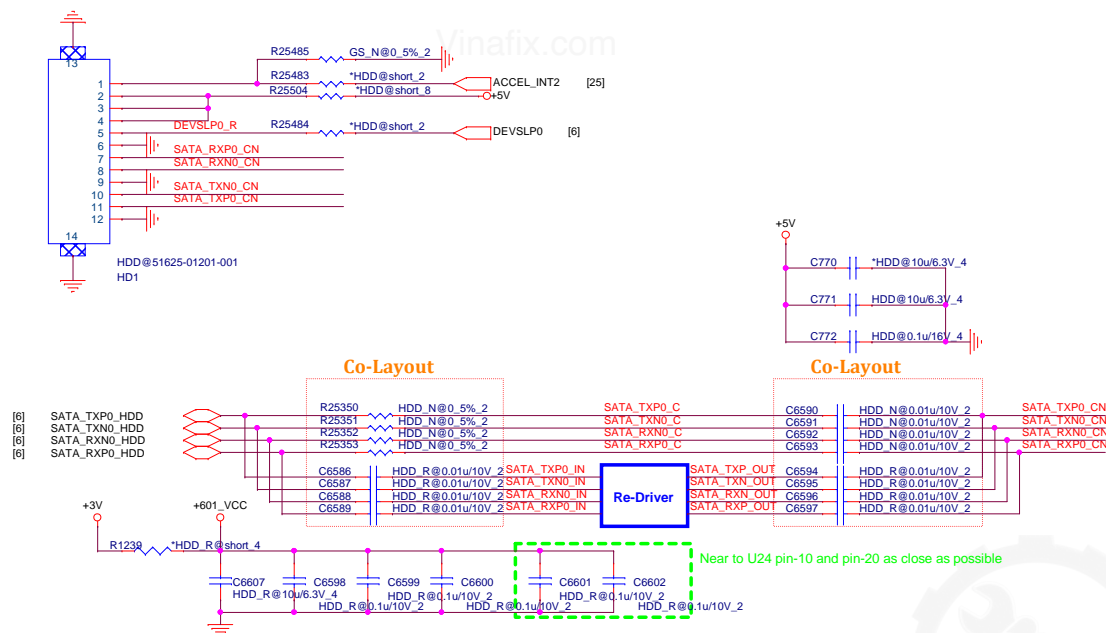 Vinafix.com
13
R25485 GS_N@0_5%_2
R25483 *HDD@short_2 ACCEL_INT2 [25]
1
R25504 *HDD@short_8 +5V
2
3
4
DEVSLP0_R R25484 *HDD@short_2 DEVSLP0 [6]
5
6
SATA_RXP0_CN
7
SATA_RXN0_CN
8
9
SATA_TXN0_CN
10
SATA_TXP0_CN
11
12
14
HDD@51625-01201-001
HD1
+5V
C770 *HDD@10u/6.3V_4
C771 HDD@10u/6.3V_4
C772 HDD@0.1u/16V_4
Co-Layout Co-Layout
[6] SATA_TXP0_HDD R25350 HDD_N@0_5%_2 SATA_TXP0_C C6590 HDD_N@0.01u/10V_2 SATA_TXP0_CN
[6] SATA_TXN0_HDD R25351 HDD_N@0_5%_2 SATA_TXN0_C C6591 HDD_N@0.01u/10V_2 SATA_TXN0_CN
[6] SATA_RXN0_HDD R25352 HDD_N@0_5%_2 SATA_RXN0_C C6592 HDD_N@0.01u/10V_2 SATA_RXN0_CN
[6] SATA_RXP0_HDD R25353 HDD_N@0_5%_2 SATA_RXP0_C C6593 HDD_N@0.01u/10V_2 SATA_RXP0_CN
C6586 HDD_R@0.01u/10V_2 SATA_TXP0_IN SATA_TXP_OUT C6594 HDD_R@0.01u/10V_2
C6587 HDD_R@0.01u/10V_2 SATA_TXN0_IN SATA_TXN_OUT C6595 HDD_R@0.01u/10V_2
C6588 HDD_R@0.01u/10V_2 SATA_RXN0_IN SATA_RXN_OUT C6596 HDD_R@0.01u/10V_2
C6589 HDD_R@0.01u/10V_2 SATA_RXP0_IN SATA_RXP_OUT C6597 HDD_R@0.01u/10V_2
Re-Driver
+3V +601_VCC
R1239 *HDD_R@short_4
Near to U24 pin-10 and pin-20 as close as possible
C6607 C6598 C6599 C6600 C6601 C6602
HDD_R@10u/6.3V_4 HDD_R@0.1u/10V_2 HDD_R@0.1u/10V_2
HDD_R@0.1u/10V_2 HDD_R@0.1u/10V_2 HDD_R@0.1u/10V_2